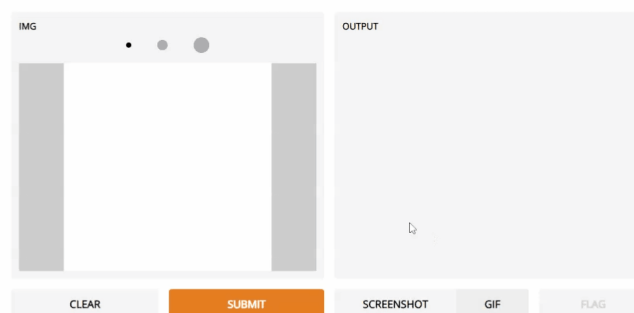 IMG
OUTPUT
CLEAR
SUBMIT
SCREENSHOT
GIF
FLAG